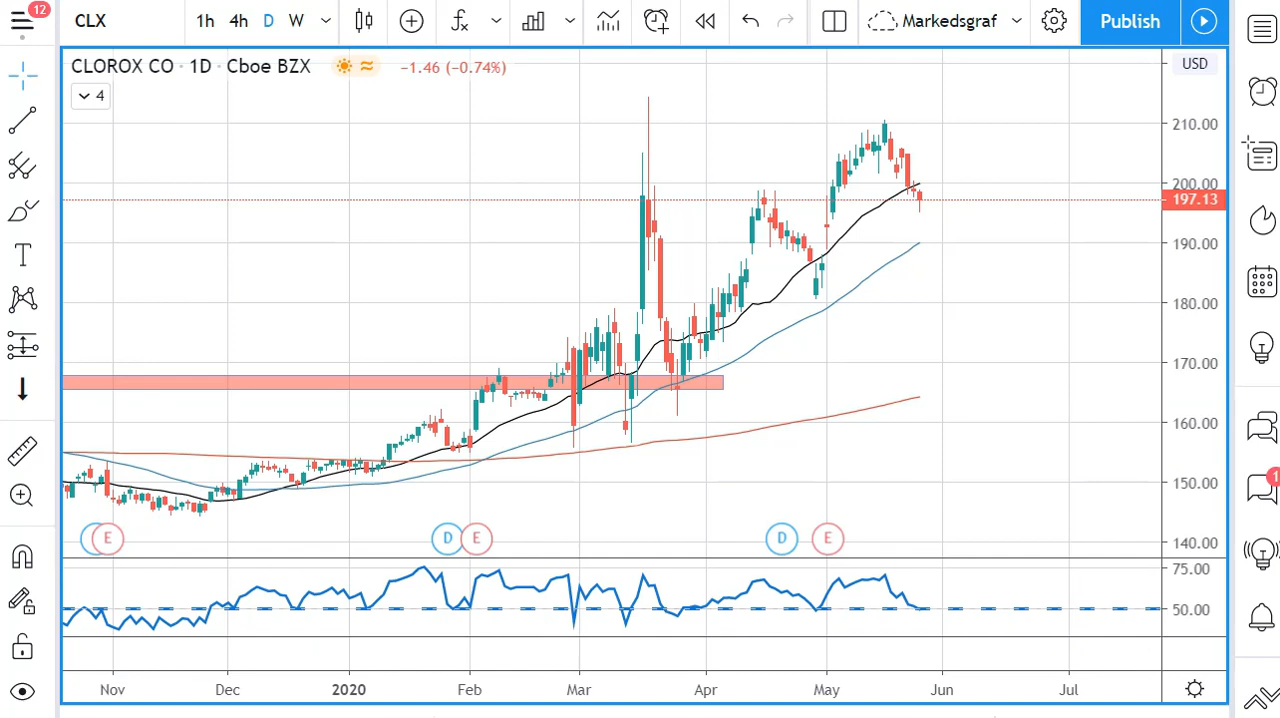 12
CLX
1h 4h D W
Markedsgraf
Publish
CLOROX CO · 1D · Cboe BZX
−1.46 (−0.74%)
USD
4
210.00
200.00
197.13
190.00
180.00
170.00
160.00
150.00
140.00
E D E D E
75.00
50.00
Nov Dec 2020 Feb Mar Apr May Jun Jul
T
1